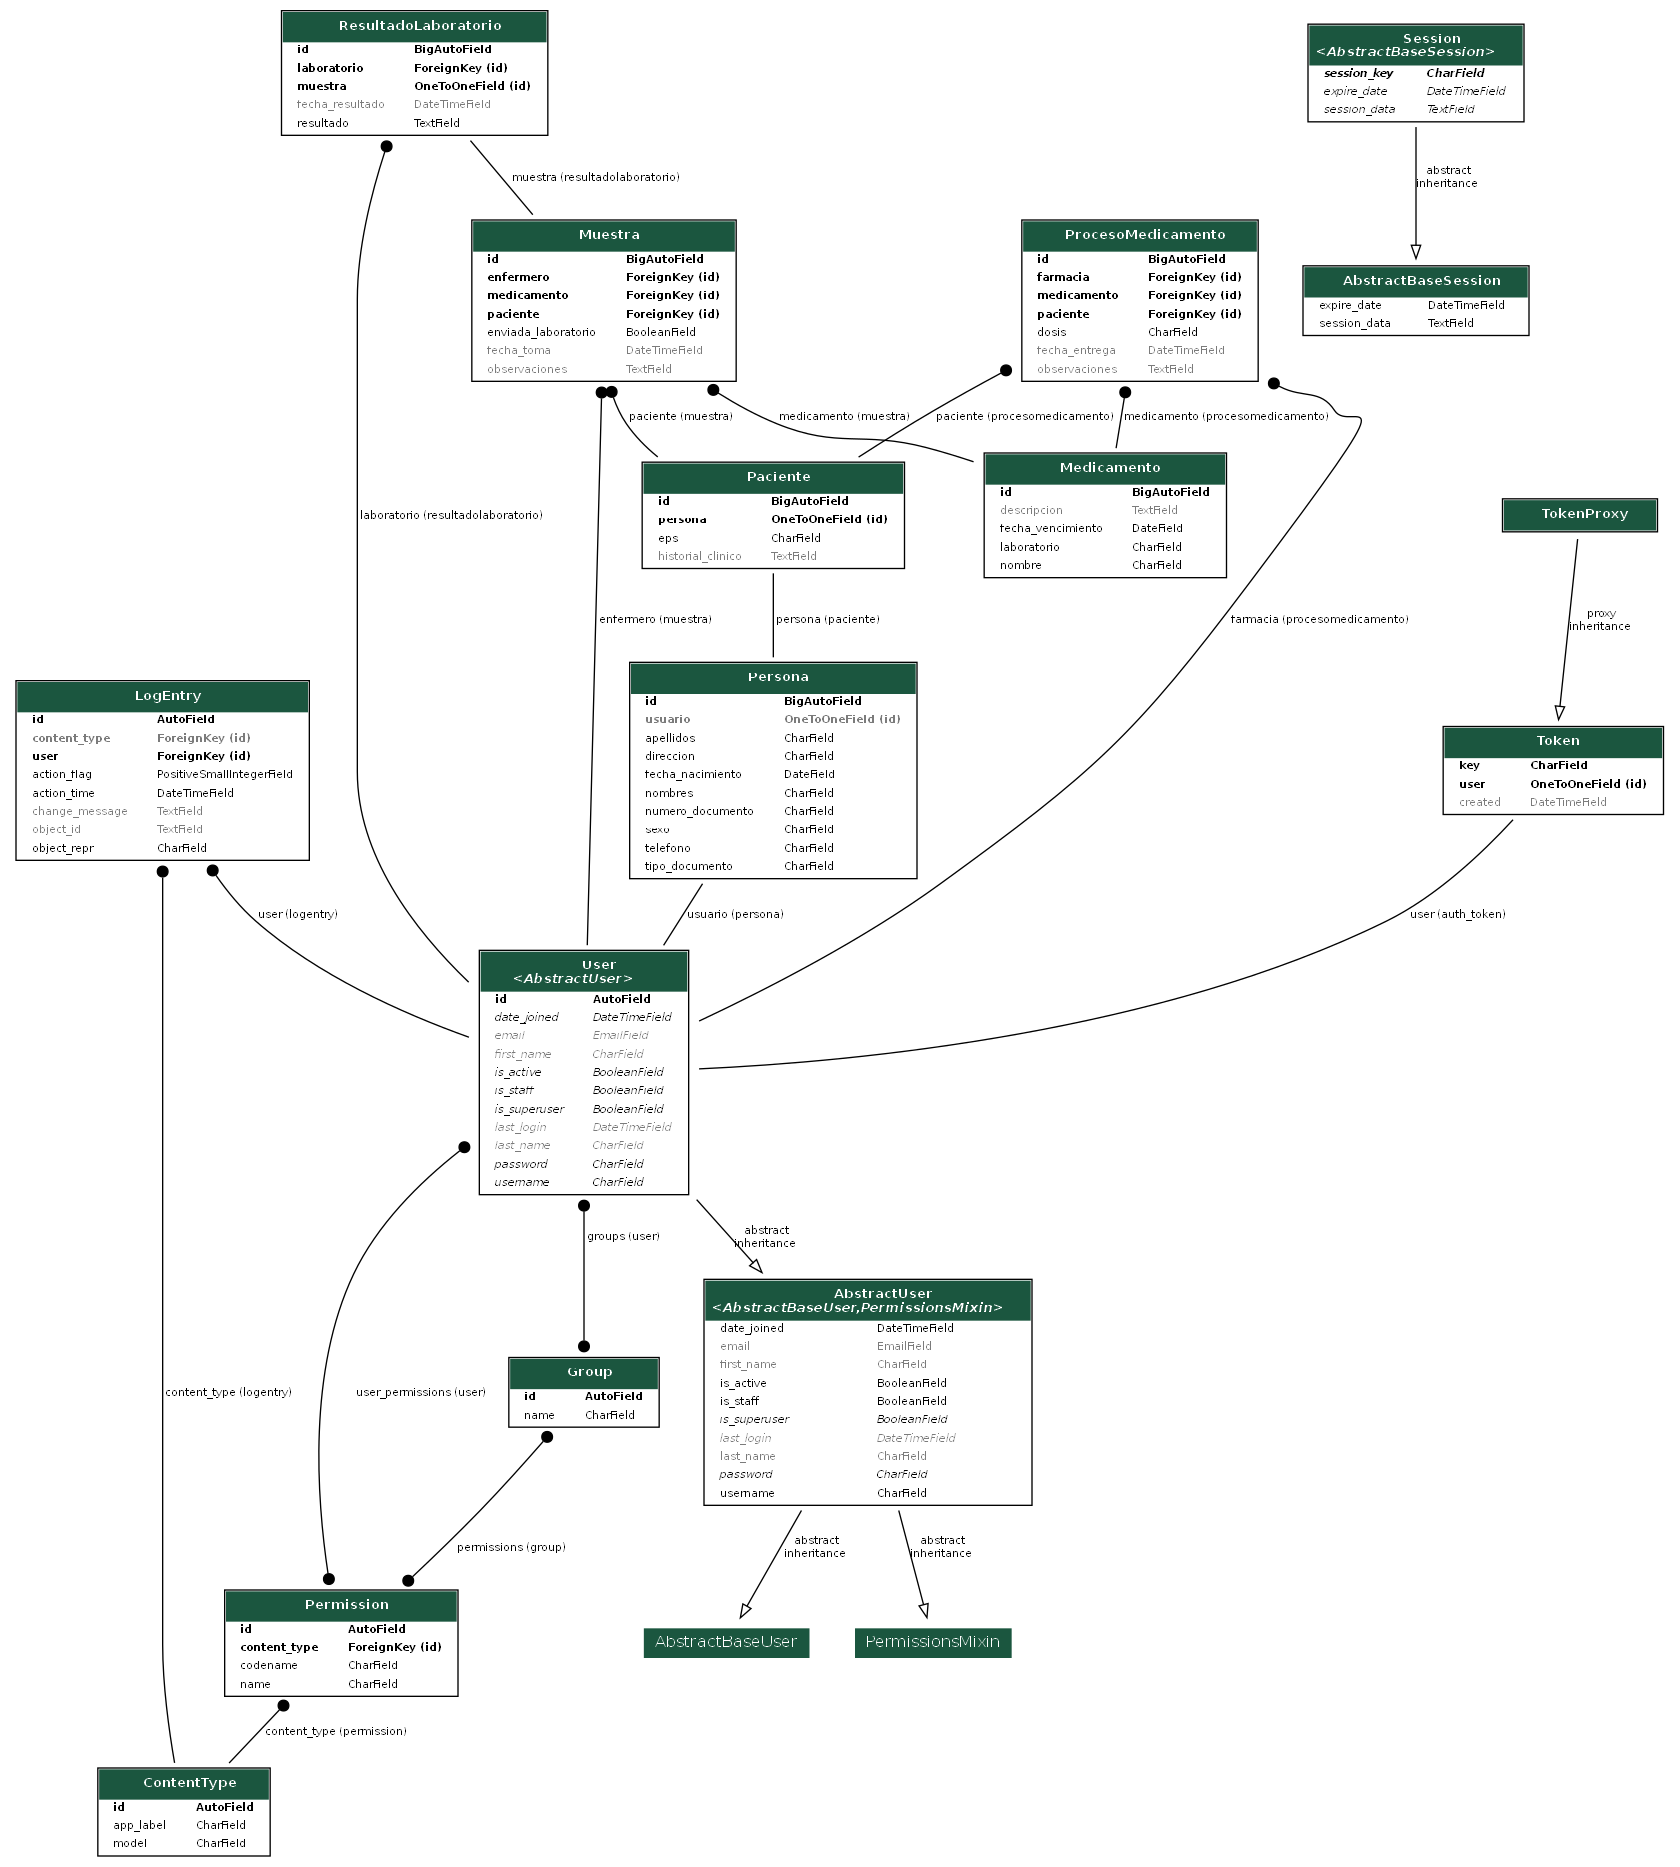 ResultadoLaboratorio
id BigAutoField
laboratorio ForeignKey (id)
muestra OneToOneField (id)
fecha_resultado DateTimeField
resultado TextField
Session
<AbstractBaseSession>
session_key CharField
expire_date DateTimeField
session_data TextField
muestra (resultadolaboratorio)
abstract
inheritance
Muestra
id BigAutoField
enfermero ForeignKey (id)
medicamento ForeignKey (id)
paciente ForeignKey (id)
enviada_laboratorio BooleanField
fecha_toma DateTimeField
observaciones TextField
ProcesoMedicamento
id BigAutoField
farmacia ForeignKey (id)
medicamento ForeignKey (id)
paciente ForeignKey (id)
dosis CharField
fecha_entrega DateTimeField
observaciones TextField
AbstractBaseSession
expire_date DateTimeField
session_data TextField
paciente (muestra)
medicamento (muestra)
paciente (procesomedicamento)
medicamento (procesomedicamento)
Paciente
id BigAutoField
persona OneToOneField (id)
eps CharField
historial_clinico TextField
Medicamento
id BigAutoField
descripcion TextField
fecha_vencimiento DateField
laboratorio CharField
nombre CharField
TokenProxy
laboratorio (resultadolaboratorio)
enfermero (muestra)
persona (paciente)
farmacia (procesomedicamento)
proxy
inheritance
LogEntry
id AutoField
content_type ForeignKey (id)
user ForeignKey (id)
action_flag PositiveSmallIntegerField
action_time DateTimeField
change_message TextField
object_id TextField
object_repr CharField
Persona
id BigAutoField
usuario OneToOneField (id)
apellidos CharField
direccion CharField
fecha_nacimiento DateField
nombres CharField
numero_documento CharField
sexo CharField
telefono CharField
tipo_documento CharField
Token
key CharField
user OneToOneField (id)
created DateTimeField
user (logentry)
usuario (persona)
user (auth_token)
User
<AbstractUser>
id AutoField
date_joined DateTimeField
email EmailField
first_name CharField
is_active BooleanField
is_staff BooleanField
is_superuser BooleanField
last_login DateTimeField
last_name CharField
password CharField
username CharField
groups (user)
abstract
inheritance
AbstractUser
<AbstractBaseUser,PermissionsMixin>
date_joined DateTimeField
email EmailField
first_name CharField
is_active BooleanField
is_staff BooleanField
is_superuser BooleanField
last_login DateTimeField
last_name CharField
password CharField
username CharField
Group
id AutoField
name CharField
content_type (logentry)
user_permissions (user)
permissions (group)
abstract
inheritance
abstract
inheritance
Permission
id AutoField
content_type ForeignKey (id)
codename CharField
name CharField
AbstractBaseUser
PermissionsMixin
content_type (permission)
ContentType
id AutoField
app_label CharField
model CharField